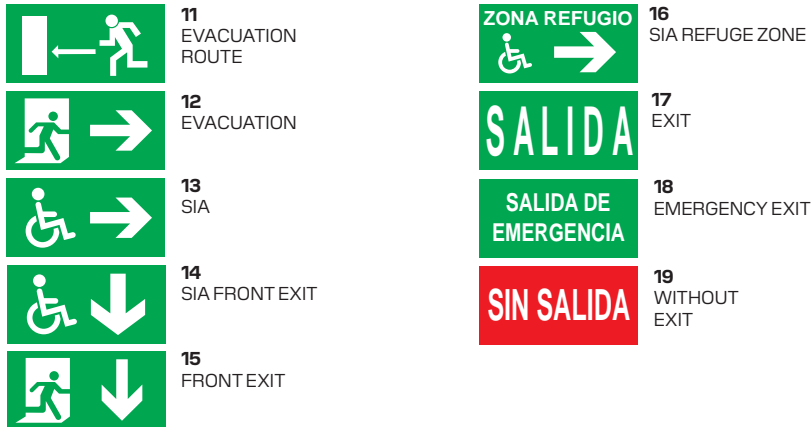 11
EVACUATION
ROUTE
12
EVACUATION
13
SIA
14
SIA FRONT EXIT
15
FRONT EXIT
ZONA REFUGIO
16
SIA REFUGE ZONE
SALIDA
17
EXIT
SALIDA DE
EMERGENCIA
18
EMERGENCY EXIT
SIN SALIDA
19
WITHOUT
EXIT